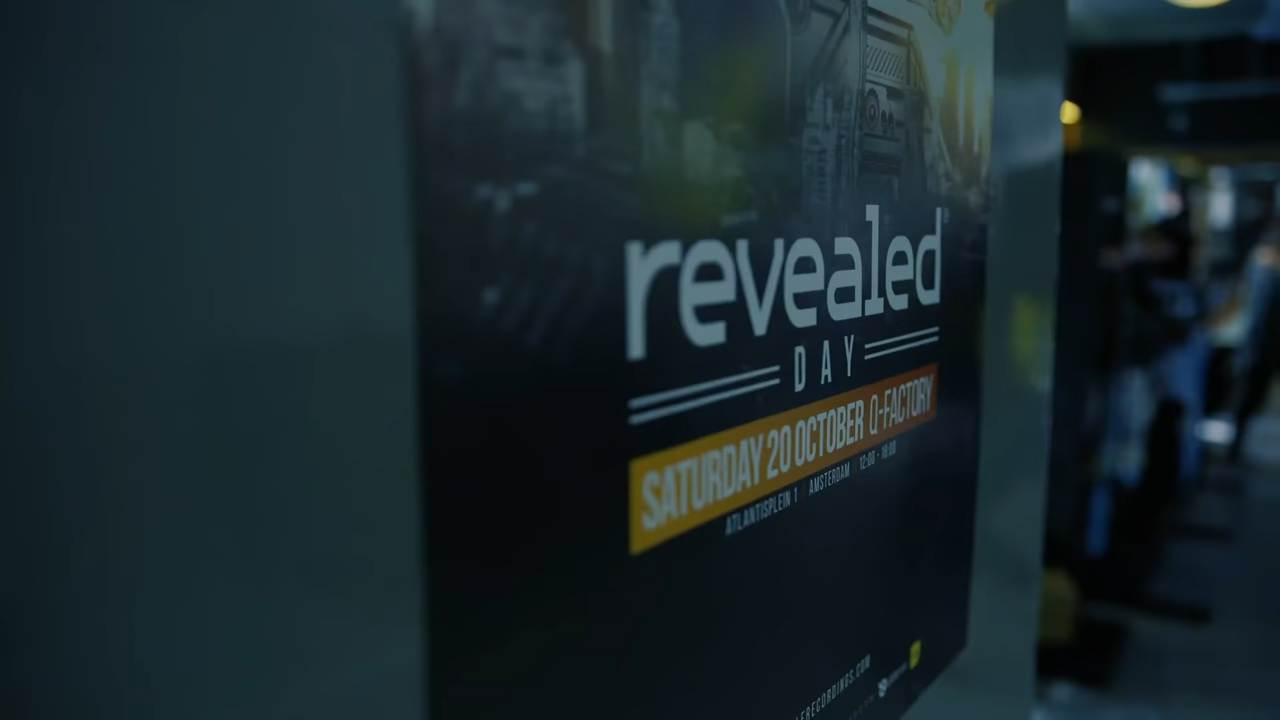 revealed
DAY
SATURDAY 20 OCTOBER Q-FACTORY
ATLANTISPLEIN 1 AMSTERDAM 12:00 - 18:00